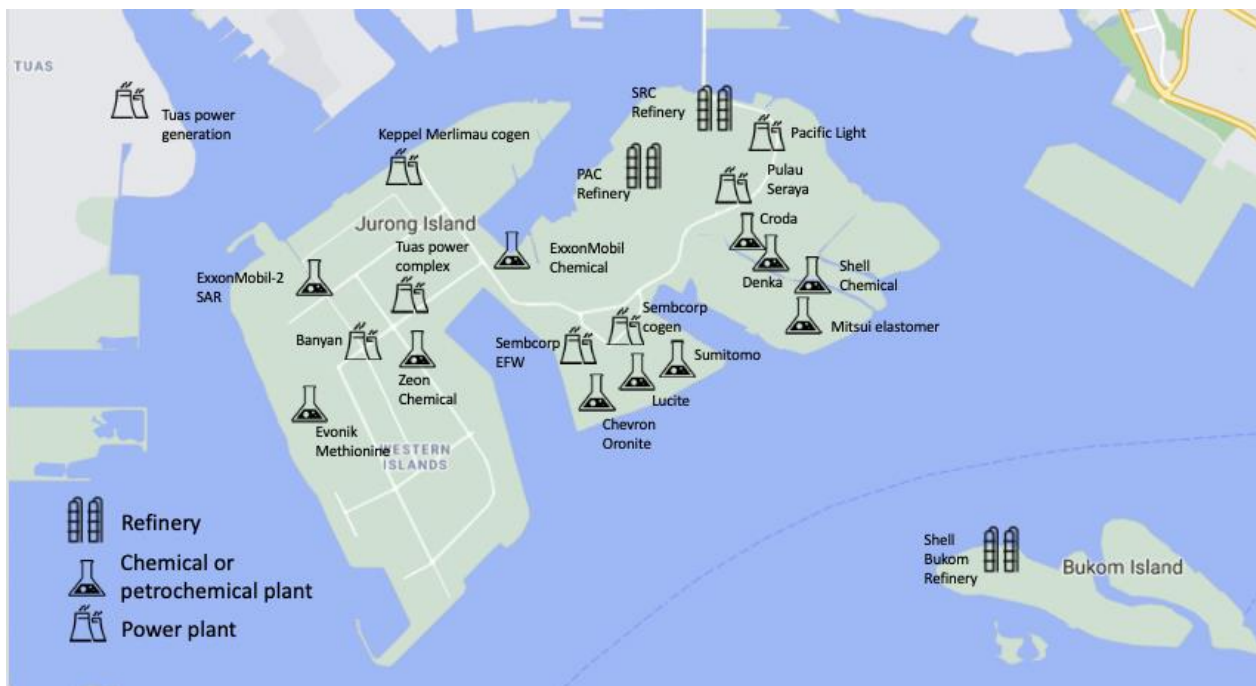 TUAS
Tuas power
generation
Keppel Merlimau cogen
SRC
Refinery
Pacific Light
PAC
Refinery
Pulau
Seraya
Jurong Island
Croda
Tuas power
complex
ExxonMobil
Chemical
ExxonMobil-2
SAR
Denka
Shell
Chemical
Mitsui elastomer
Banyan
Sembcorp
cogen
Sembcorp
EFW
Sumitomo
Zeon
Chemical
Lucite
Chevron
Oronite
Evonik
Methionine
WESTERN
ISLANDS
Refinery
Chemical or
petrochemical plant
Power plant
Shell
Bukom
Refinery
Bukom Island